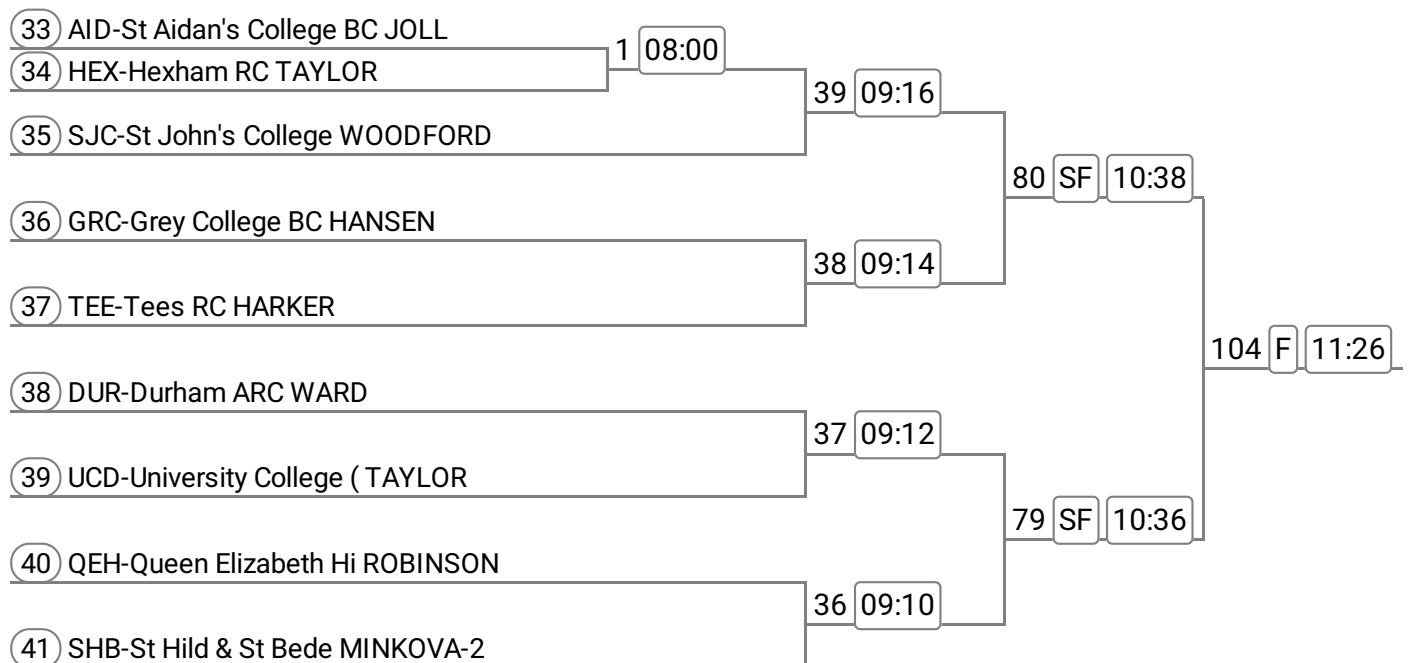 33 AID-St Aidan's College BC JOLL
1 08:00
34 HEX-Hexham RC TAYLOR
39 09:16
35 SJC-St John's College WOODFORD
80 SF 10:38
36 GRC-Grey College BC HANSEN
38 09:14
37 TEE-Tees RC HARKER
104 F 11:26
38 DUR-Durham ARC WARD
37 09:12
39 UCD-University College ( TAYLOR
79 SF 10:36
40 QEH-Queen Elizabeth Hi ROBINSON
36 09:10
41 SHB-St Hild & St Bede MINKOVA-2